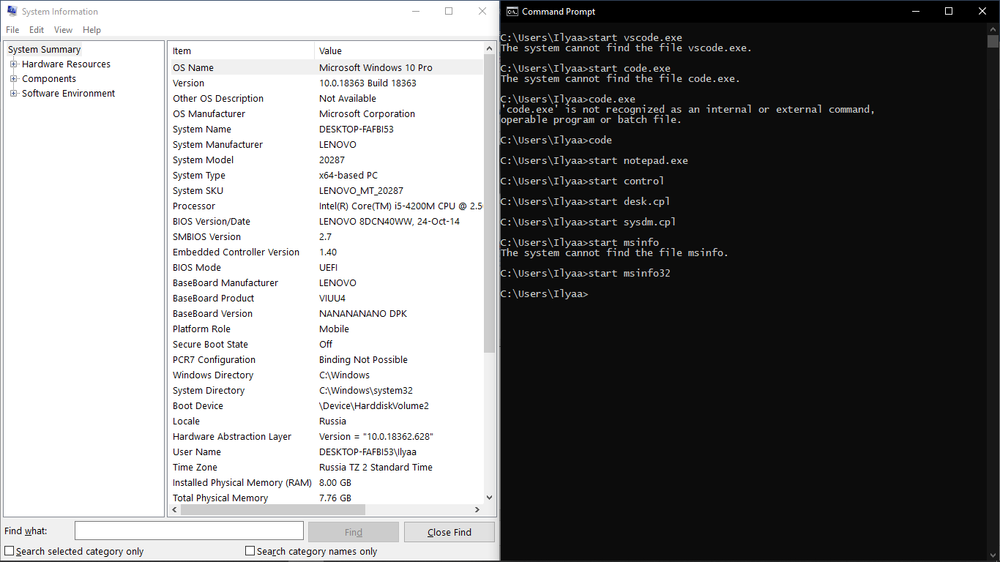 System Information
File Edit View Help
System Summary
Hardware Resources
Components
Software Environment
Item Value
OS Name Microsoft Windows 10 Pro
Version 10.0.18363 Build 18363
Other OS Description Not Available
OS Manufacturer Microsoft Corporation
System Name DESKTOP-FAFBI53
System Manufacturer LENOVO
System Model 20287
System Type x64-based PC
System SKU LENOVO_MT_20287
Processor Intel(R) Core(TM) i5-4200M CPU @ 2.5
BIOS Version/Date LENOVO 8DCN40WW, 24-Oct-14
SMBIOS Version 2.7
Embedded Controller Version 1.40
BIOS Mode UEFI
BaseBoard Manufacturer LENOVO
BaseBoard Product VIUU4
BaseBoard Version NANANANANO DPK
Platform Role Mobile
Secure Boot State Off
PCR7 Configuration Binding Not Possible
Windows Directory C:\Windows
System Directory C:\Windows\system32
Boot Device \Device\HarddiskVolume2
Locale Russia
Hardware Abstraction Layer Version = "10.0.18362.628"
User Name DESKTOP-FAFBI53\Ilyaa
Time Zone Russia TZ 2 Standard Time
Installed Physical Memory (RAM) 8.00 GB
Total Physical Memory 7.76 GB
Find what:
Find
Close Find
Search selected category only
Search category names only
Command Prompt
C:\Users\Ilyaa>start vscode.exe
The system cannot find the file vscode.exe.
C:\Users\Ilyaa>start code.exe
The system cannot find the file code.exe.
C:\Users\Ilyaa>code.exe
'code.exe' is not recognized as an internal or external command,
operable program or batch file.
C:\Users\Ilyaa>code
C:\Users\Ilyaa>start notepad.exe
C:\Users\Ilyaa>start control
C:\Users\Ilyaa>start desk.cpl
C:\Users\Ilyaa>start sysdm.cpl
C:\Users\Ilyaa>start msinfo
The system cannot find the file msinfo.
C:\Users\Ilyaa>start msinfo32
C:\Users\Ilyaa>